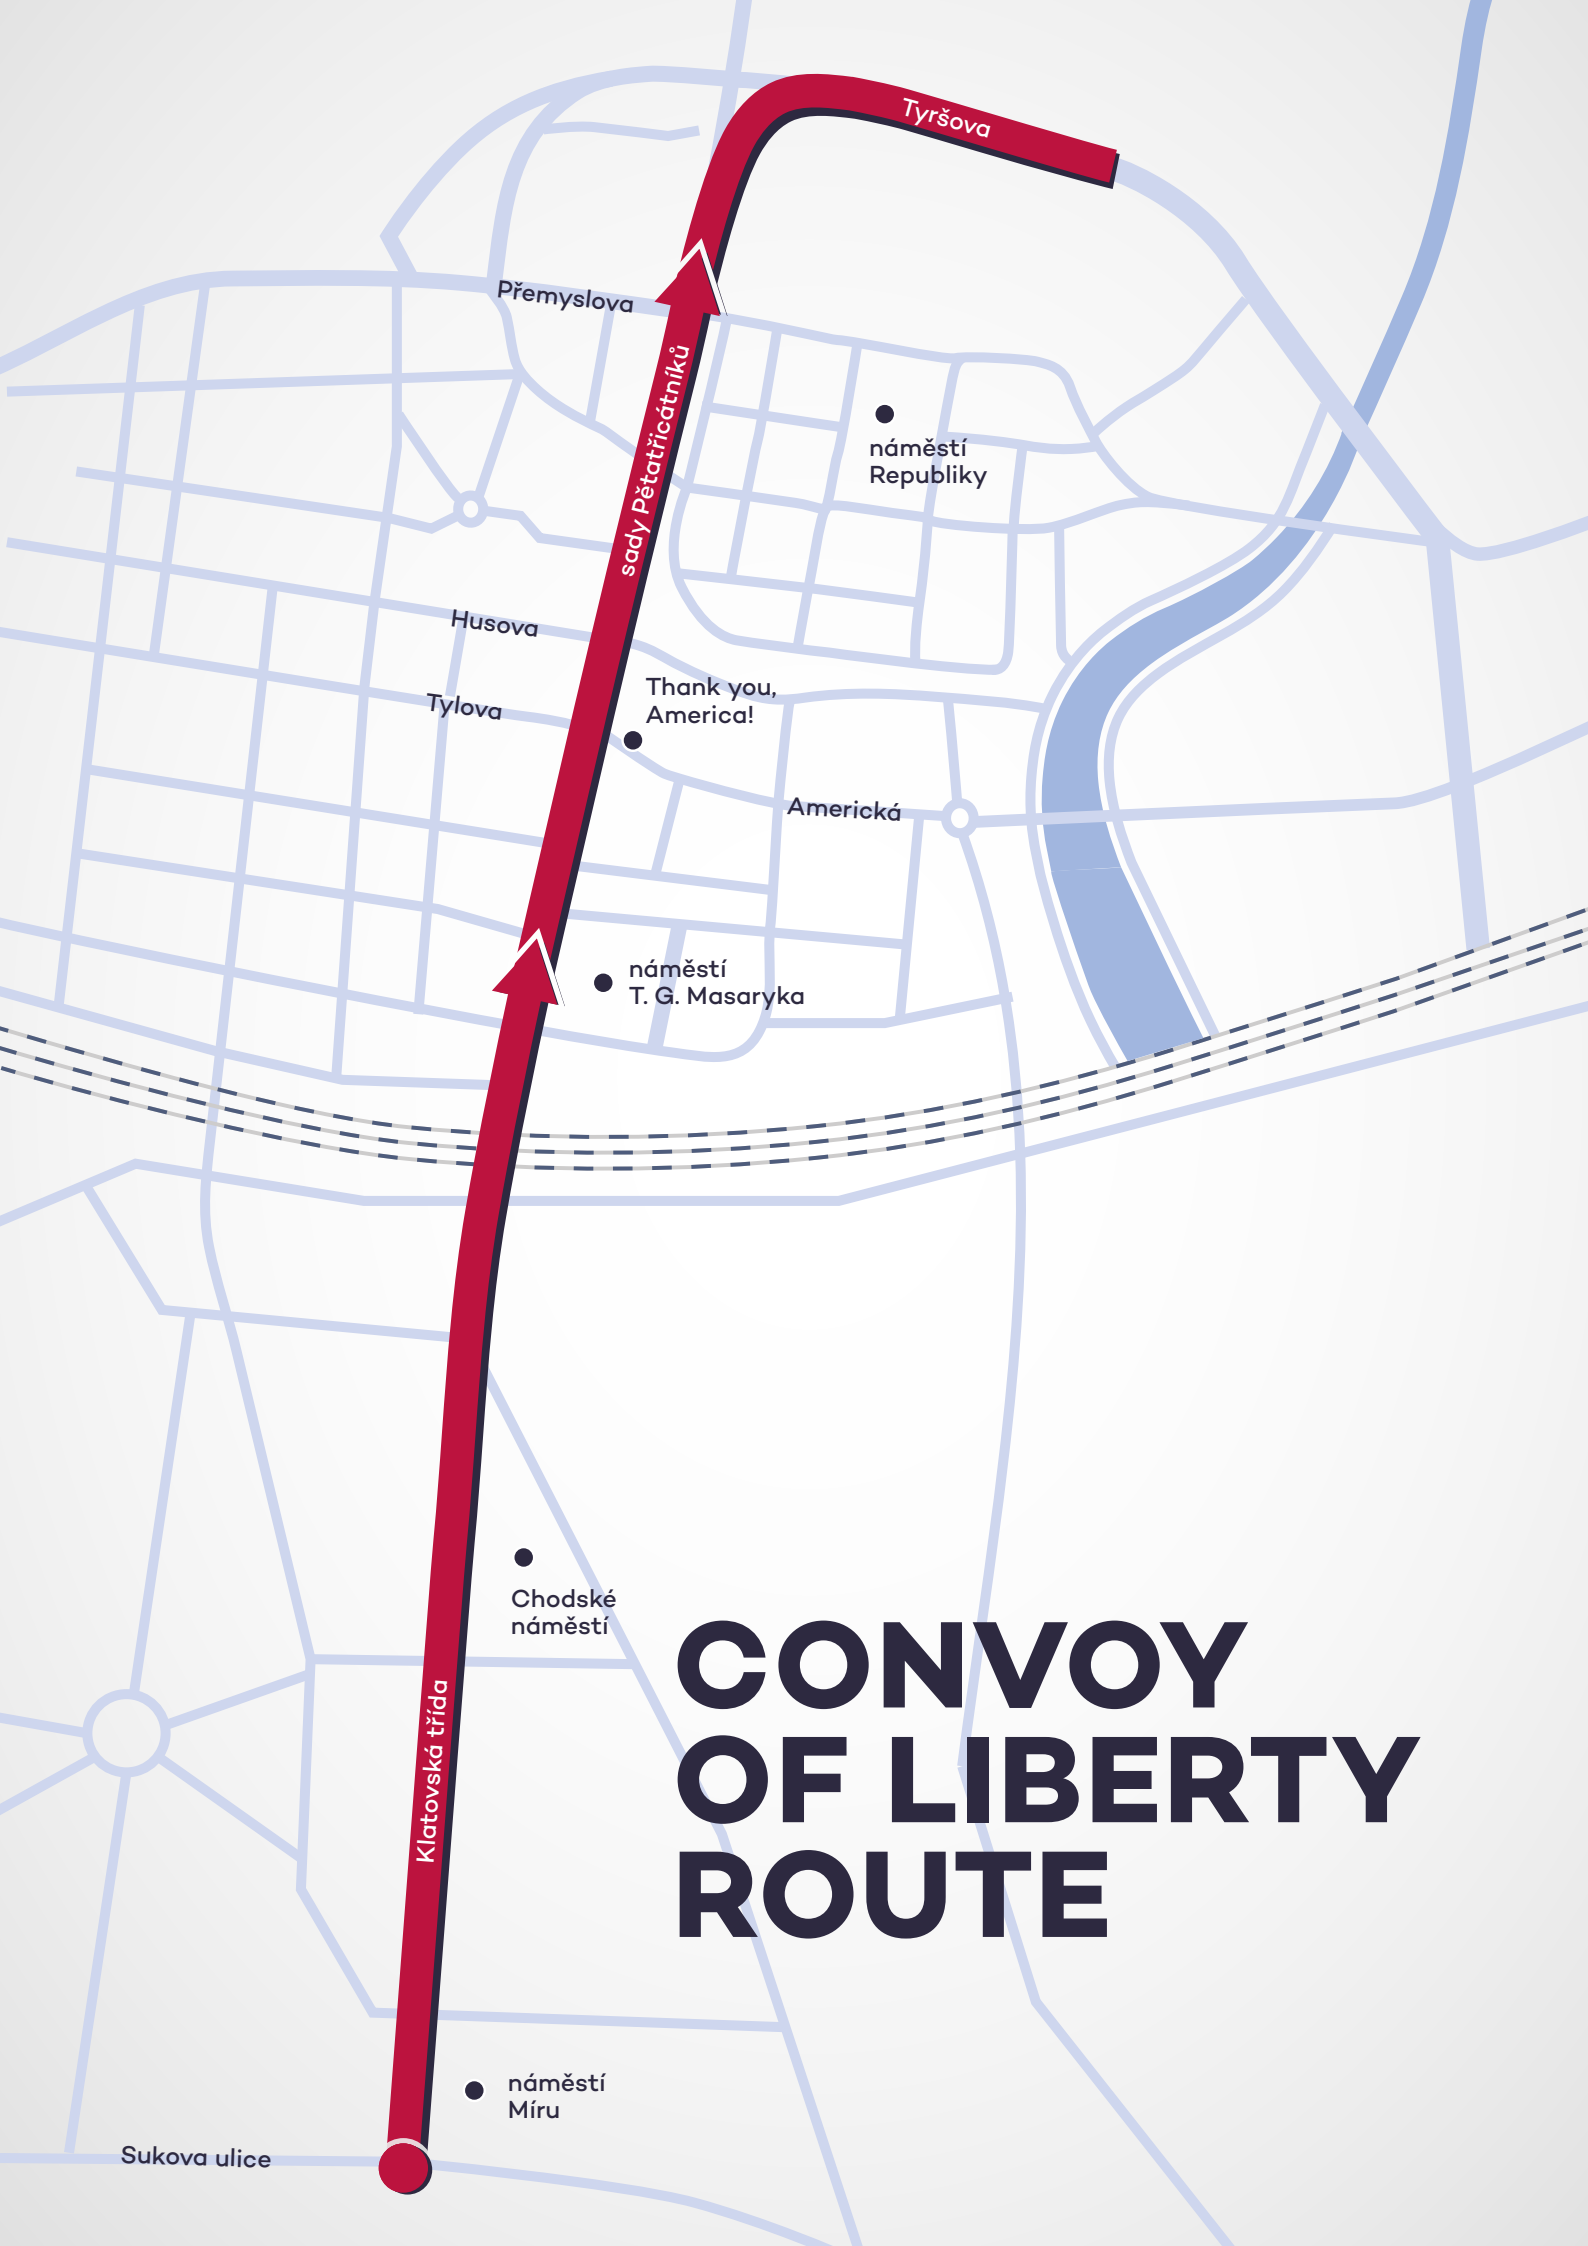 Tyršova
Přemyslova
sady Pětatřicátníků
náměstí
Republiky
Husova
Thank you,
America!
Tylova
Americká
náměstí
T. G. Masaryka
Chodské
náměstí
CONVOY
OF LIBERTY
ROUTE
Klatovská třída
náměstí
Míru
Sukova ulice